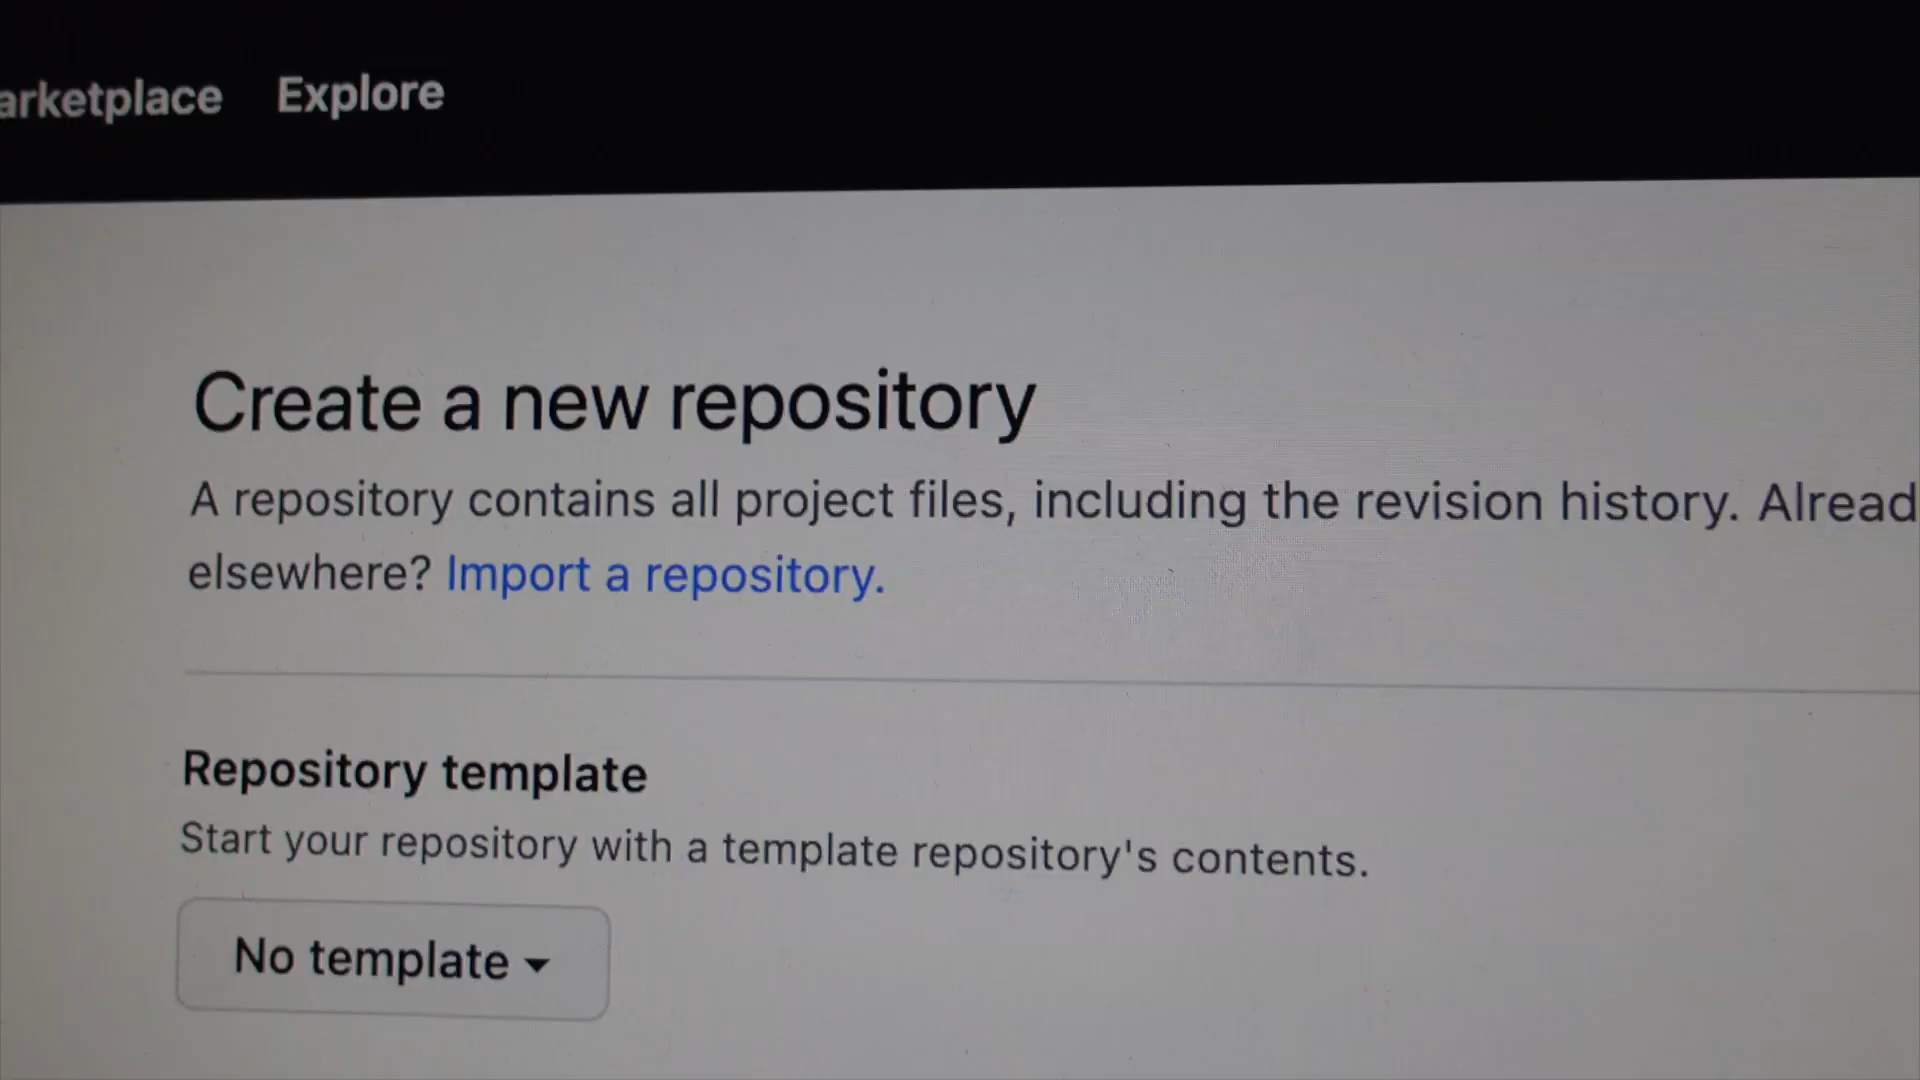 arketplace Explore
Create a new repository
A repository contains all project files, including the revision history. Alread
elsewhere? Import a repository.
Repository template
Start your repository with a template repository's contents.
No template